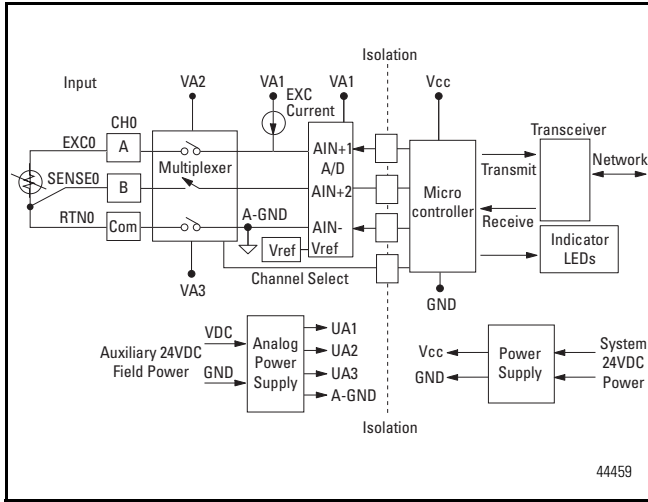 Isolation
Input
VA2
VA1
EXC
Current
VA1
Vcc
CH0
EXC0
A
Multiplexer
AIN+1
A/D
Transceiver
Transmit
Network
SENSE0
B
AIN+2
Micro
controller
RTN0
Com
A-GND
AIN-
Receive
Vref
Vref
Indicator
LEDs
Channel Select
VA3
GND
Auxiliary 24VDC
Field Power
VDC
GND
Analog
Power
Supply
UA1
UA2
UA3
A-GND
Vcc
GND
Power
Supply
System
24VDC
Power
Isolation
44459